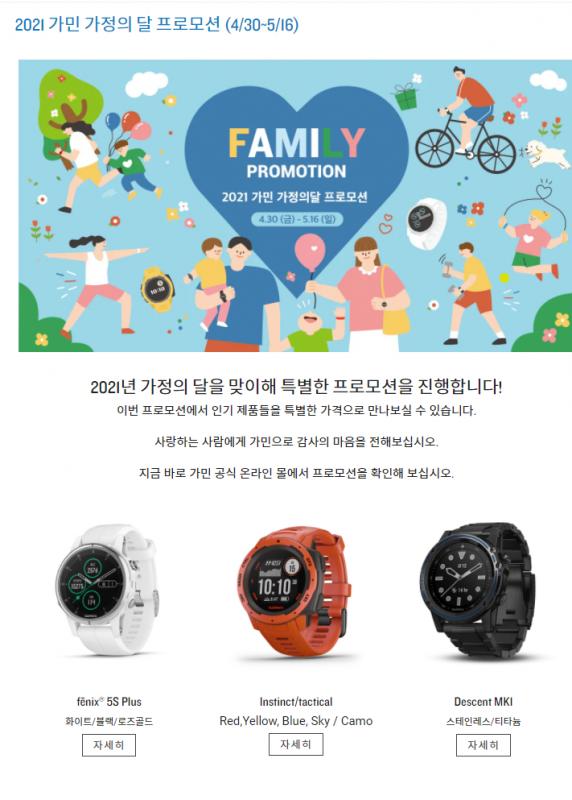 2021 가민 가정의 달 프로모션 (4/30~5/16)
FAMILY
PROMOTION
2021 가민 가정의달 프로모션
4.30 (금) - 5.16 (일)
2021년 가정의 달을 맞이해 특별한 프로모션을 진행합니다!
이번 프로모션에서 인기 제품들을 특별한 가격으로 만나보실 수 있습니다.
사랑하는 사람에게 가민으로 감사의 마음을 전해보십시오.
지금 바로 가민 공식 온라인 몰에서 프로모션을 확인해 보십시오.
fēnix® 5S Plus
화이트/블랙/로즈골드
자세히
Instinct/tactical
Red,Yellow, Blue, Sky / Camo
자세히
Descent MK1
스테인레스/티타늄
자세히